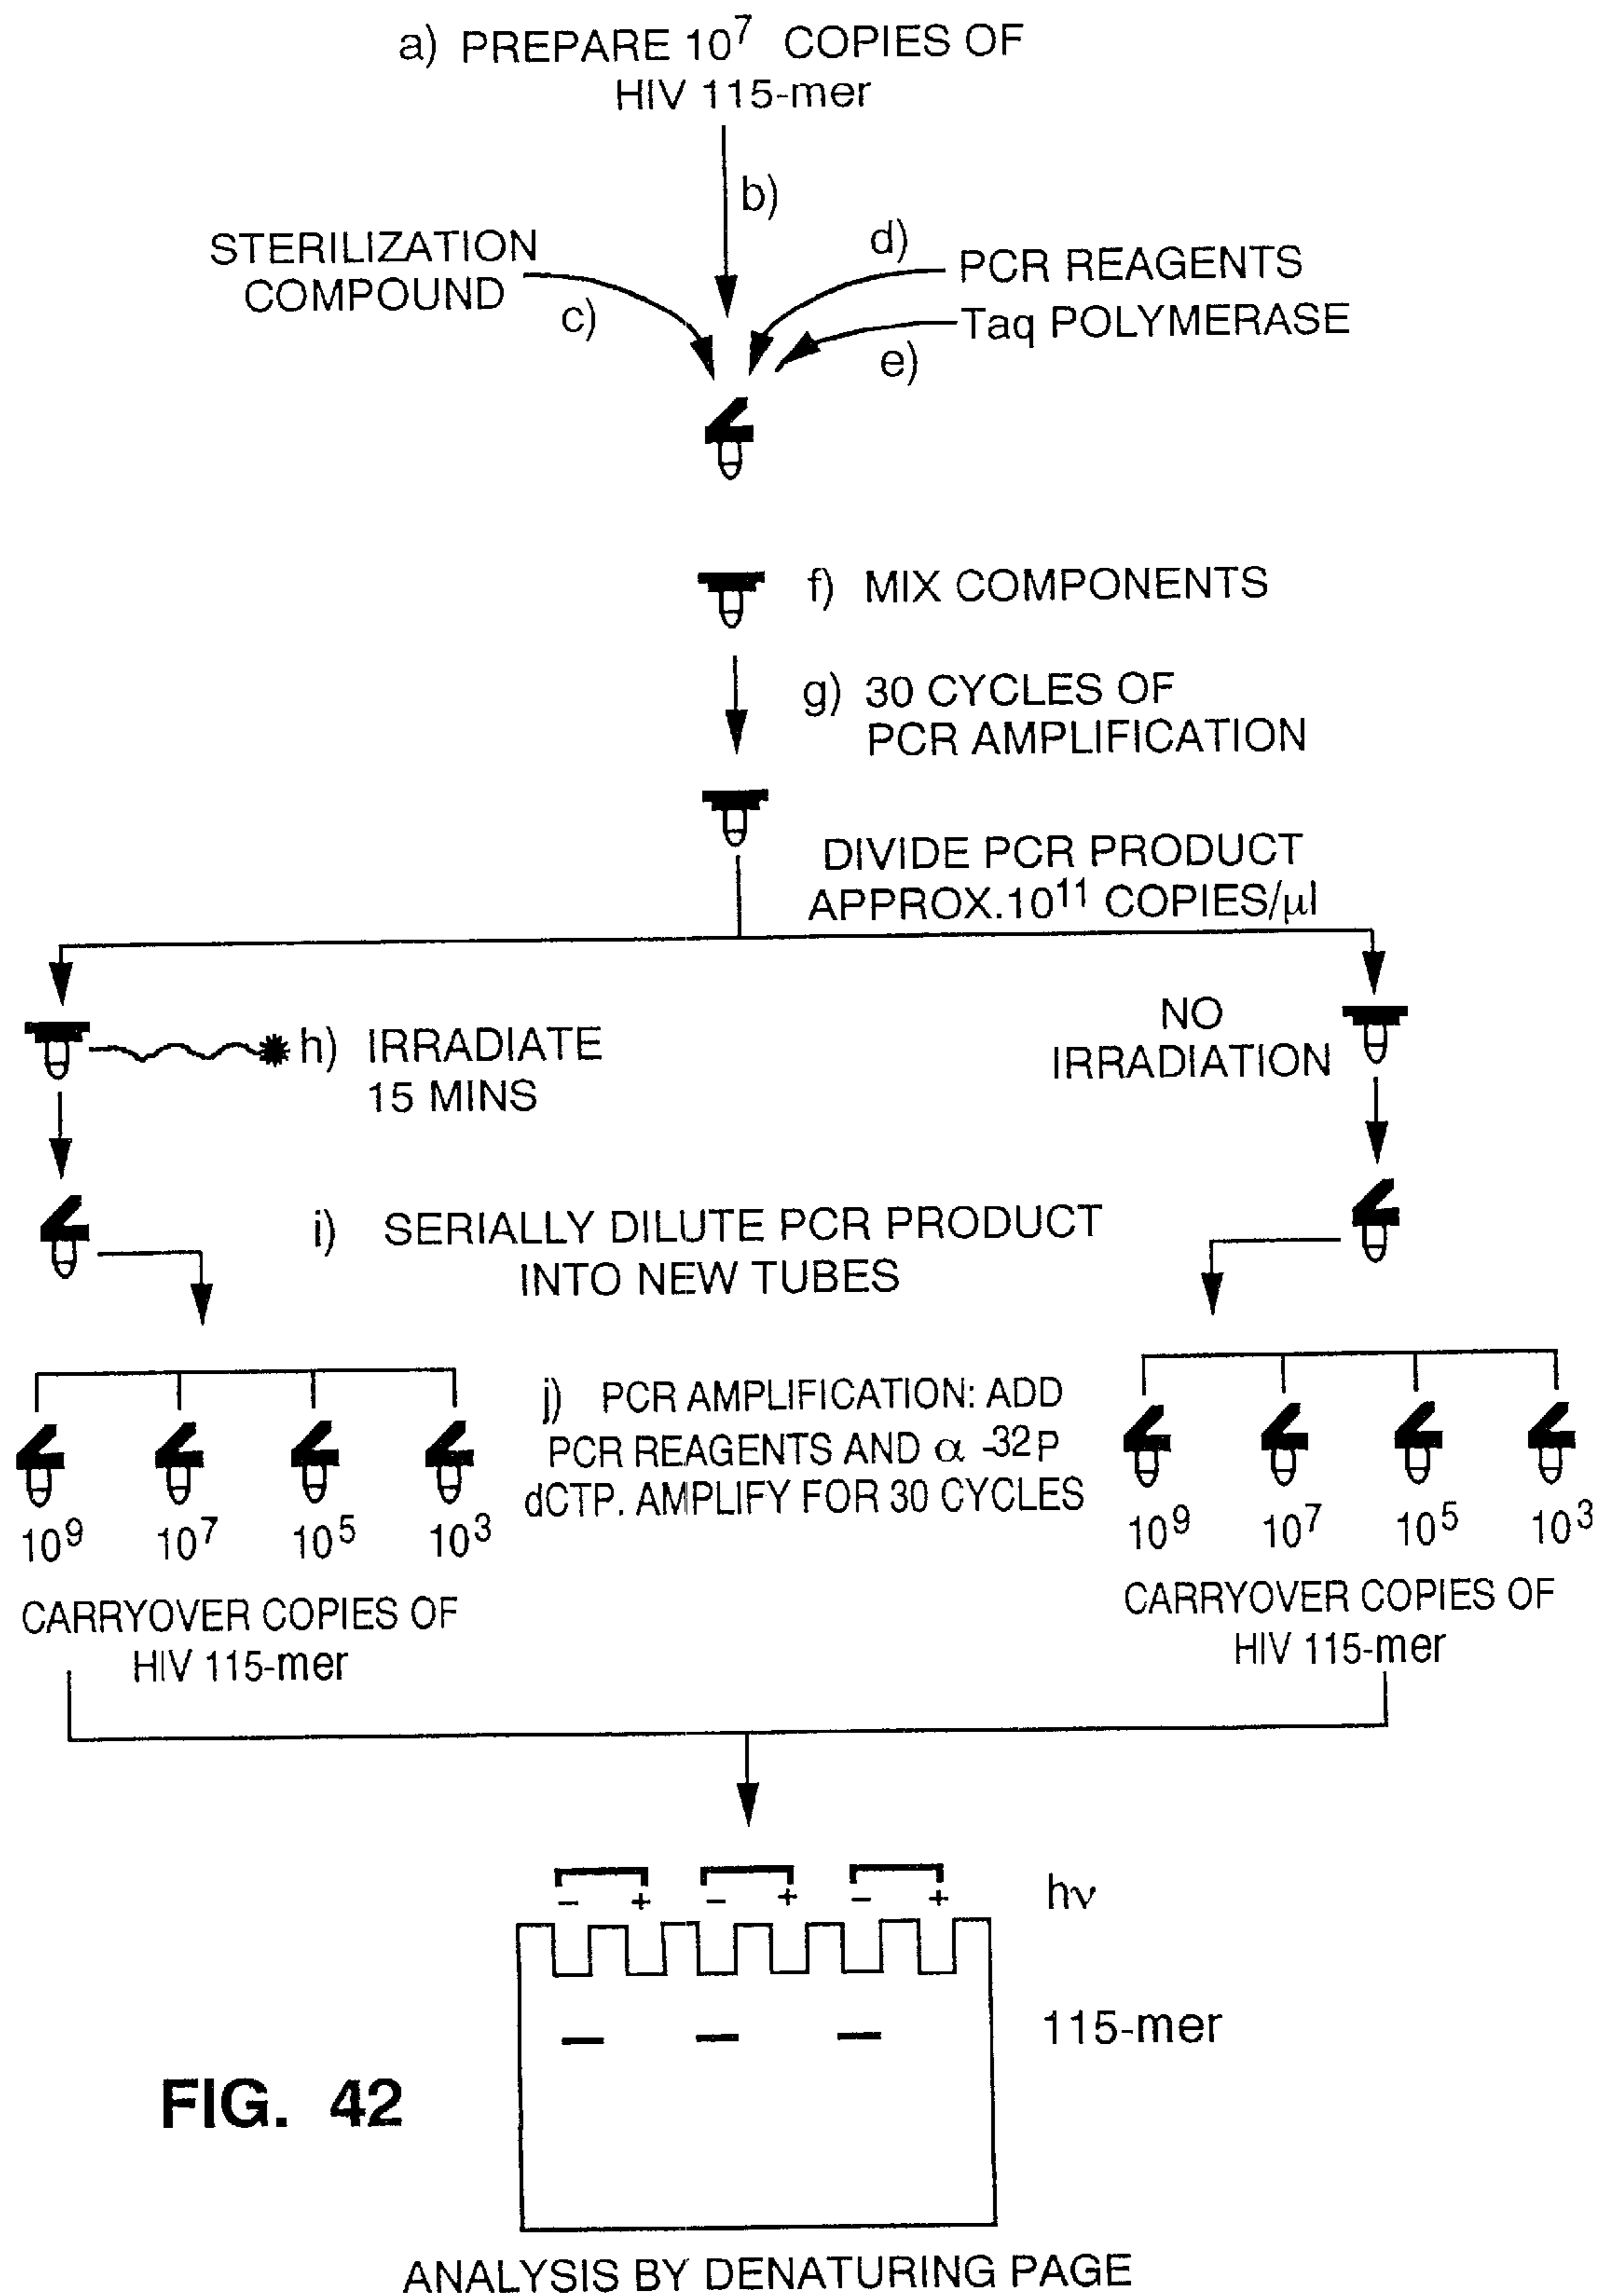 a) PREPARE 10⁷ COPIES OF
HIV 115-mer
b)
STERILIZATION
COMPOUND
c)
d)
PCR REAGENTS
Taq POLYMERASE
e)
f) MIX COMPONENTS
g) 30 CYCLES OF
PCR AMPLIFICATION
DIVIDE PCR PRODUCT
APPROX.10¹¹ COPIES/µl
h) IRRADIATE
15 MINS
NO
IRRADIATION
i) SERIALLY DILUTE PCR PRODUCT
INTO NEW TUBES
j) PCR AMPLIFICATION: ADD
PCR REAGENTS AND α -32P
dCTP. AMPLIFY FOR 30 CYCLES
10⁹ 10⁷ 10⁵ 10³
CARRYOVER COPIES OF
HIV 115-mer
10⁹ 10⁷ 10⁵ 10³
CARRYOVER COPIES OF
HIV 115-mer
– + – + – + hν
115-mer
FIG. 42
ANALYSIS BY DENATURING PAGE